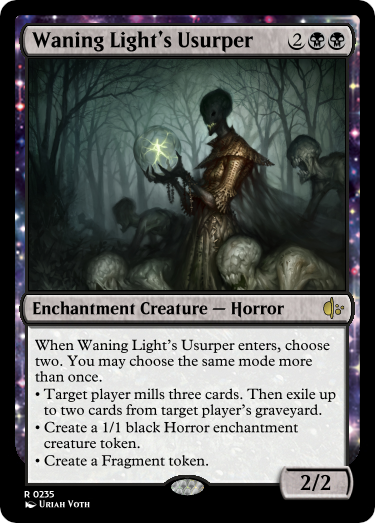 Waning Light's Usurper 2
Enchantment Creature — Horror
When Waning Light's Usurper enters, choose
two. You may choose the same mode more
than once.
• Target player mills three cards. Then exile up
to two cards from target player's graveyard.
• Create a 1/1 black Horror enchantment
creature token.
• Create a Fragment token.
2/2
R 0235
Uriah Voth